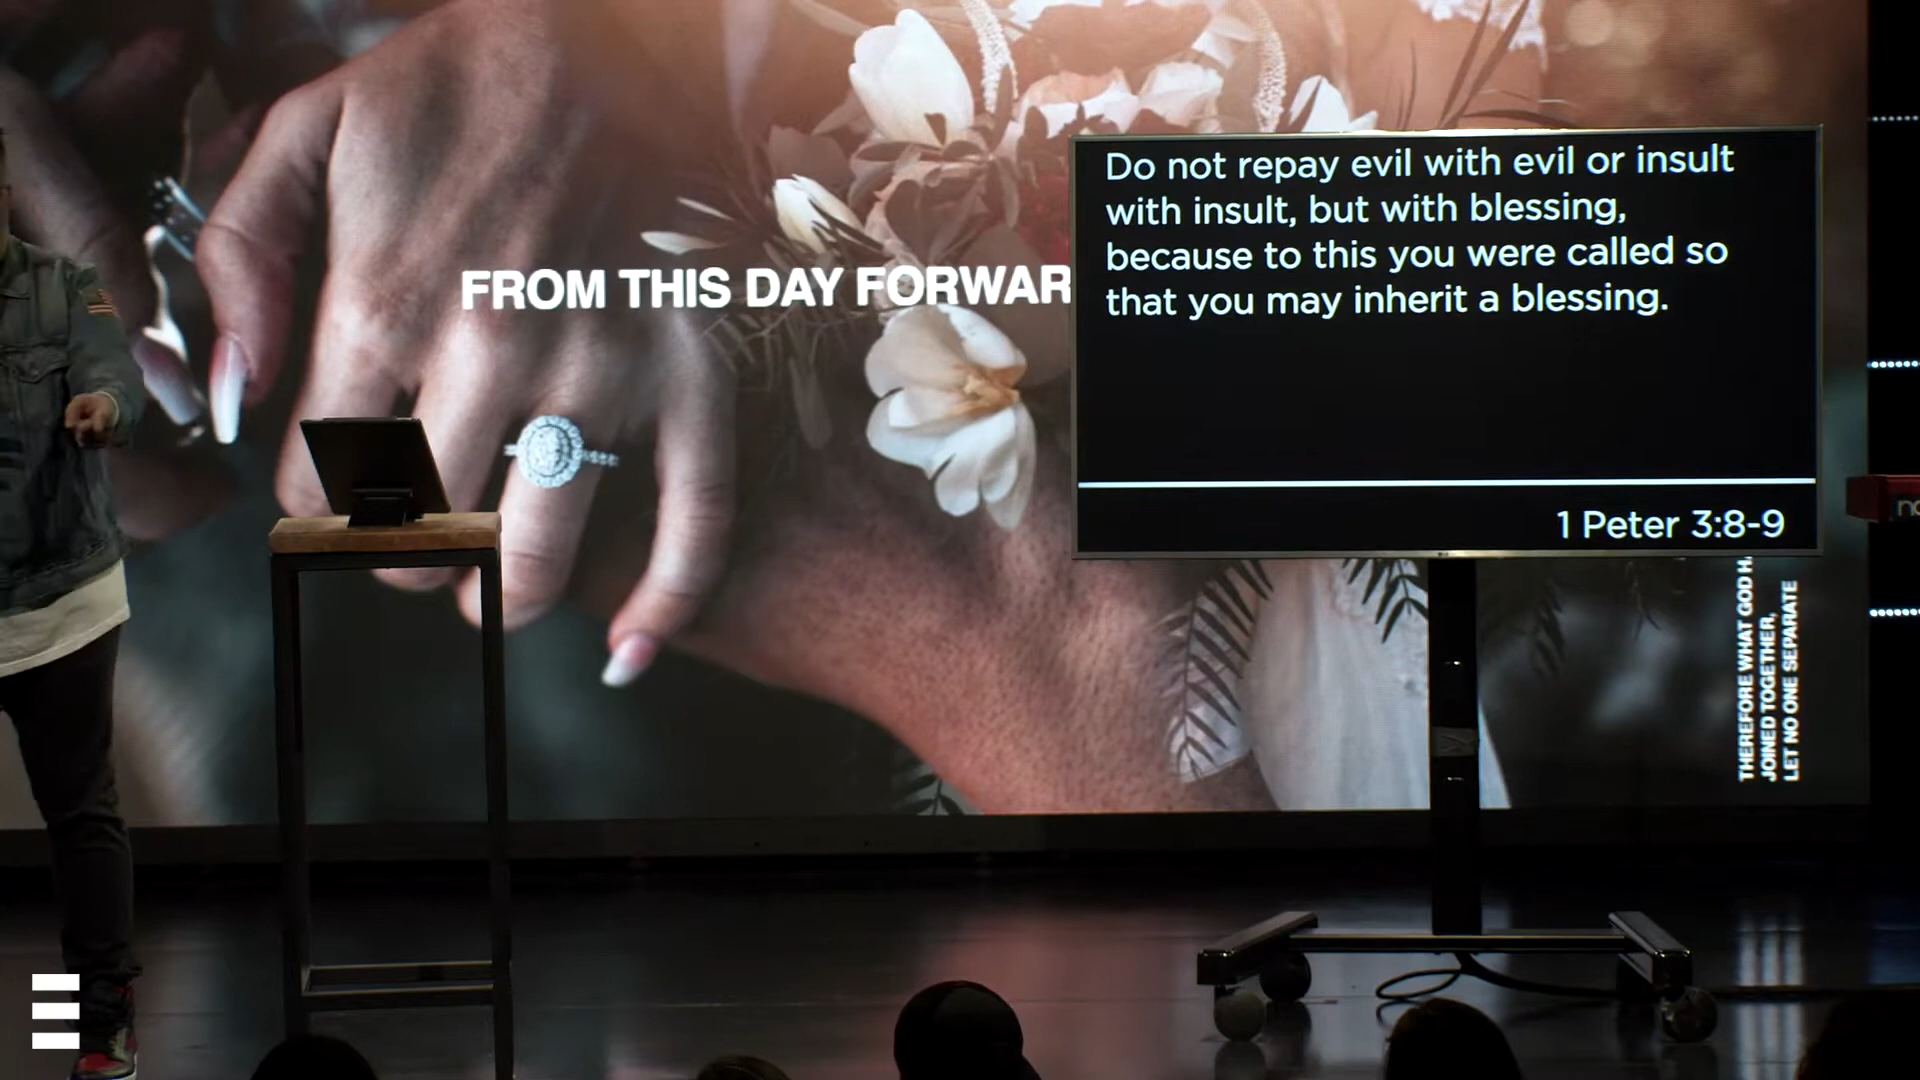 FROM THIS DAY FORWAR
Do not repay evil with evil or insult
with insult, but with blessing,
because to this you were called so
that you may inherit a blessing.
1 Peter 3:8-9
THEREFORE WHAT GOD
JOINED TOGETHER,
LET NO ONE SEPARATE